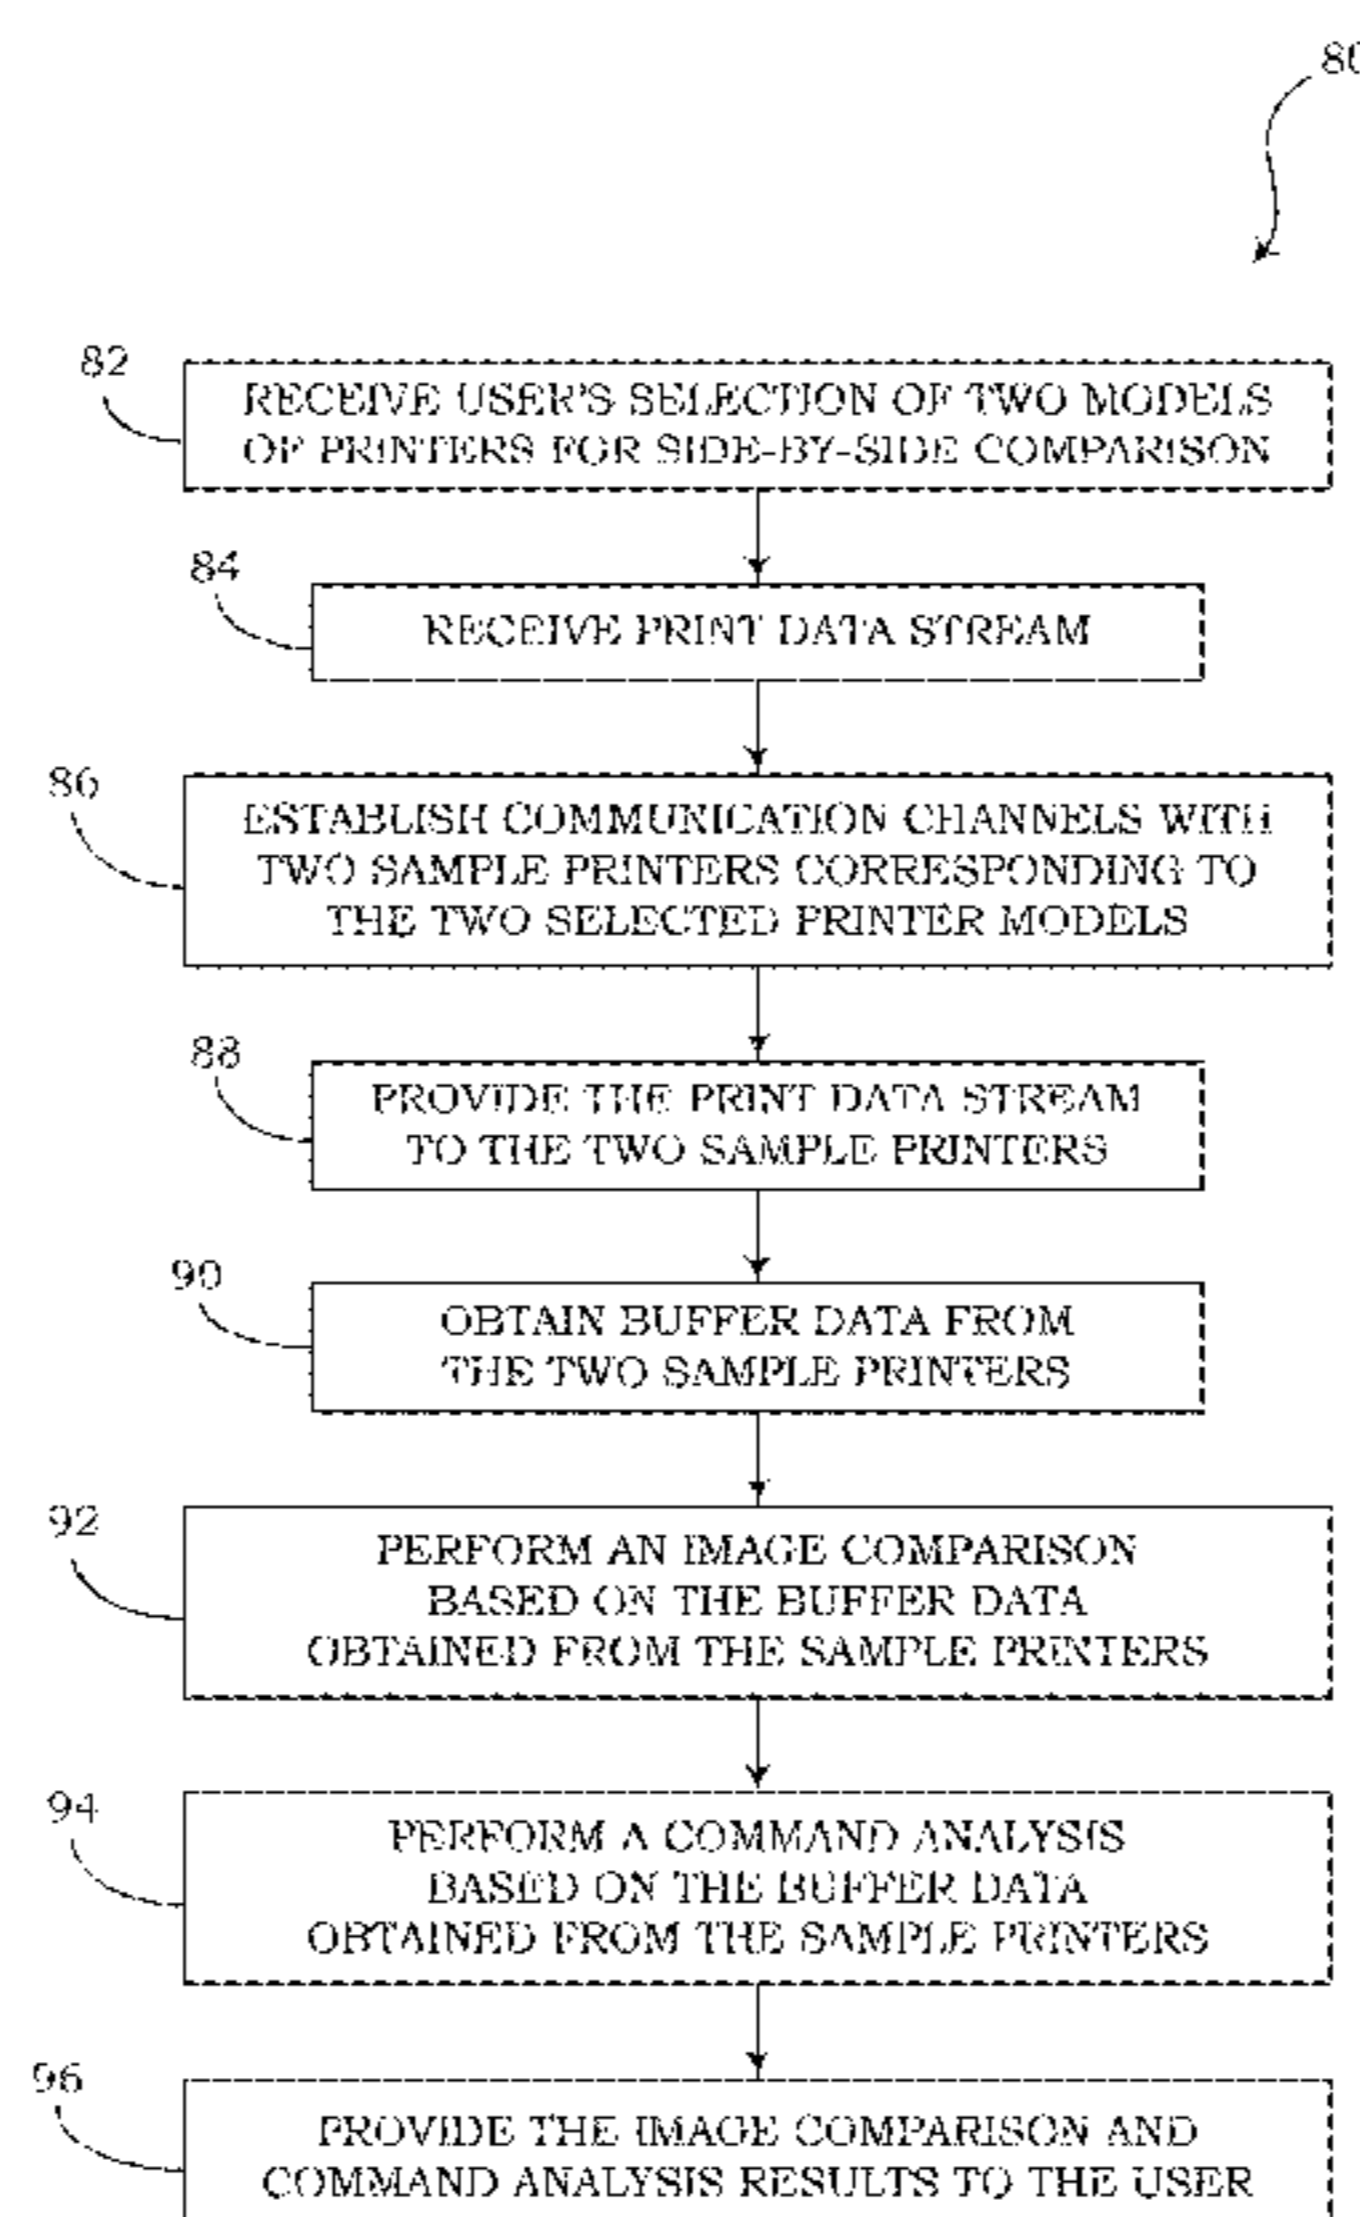 80
82
RECEIVE USER'S SELECTION OF TWO MODELS
OF PRINTERS FOR SIDE-BY-SIDE COMPARISON
84
RECEIVE PRINT DATA STREAM
86
ESTABLISH COMMUNICATION CHANNELS WITH
TWO SAMPLE PRINTERS CORRESPONDING TO
THE TWO SELECTED PRINTER MODELS
88
PROVIDE THE PRINT DATA STREAM
TO THE TWO SAMPLE PRINTERS
90
OBTAIN BUFFER DATA FROM
THE TWO SAMPLE PRINTERS
92
PERFORM AN IMAGE COMPARISON
BASED ON THE BUFFER DATA
OBTAINED FROM THE SAMPLE PRINTERS
94
PERFORM A COMMAND ANALYSIS
BASED ON THE BUFFER DATA
OBTAINED FROM THE SAMPLE PRINTERS
96
PROVIDE THE IMAGE COMPARISON AND
COMMAND ANALYSIS RESULTS TO THE USER